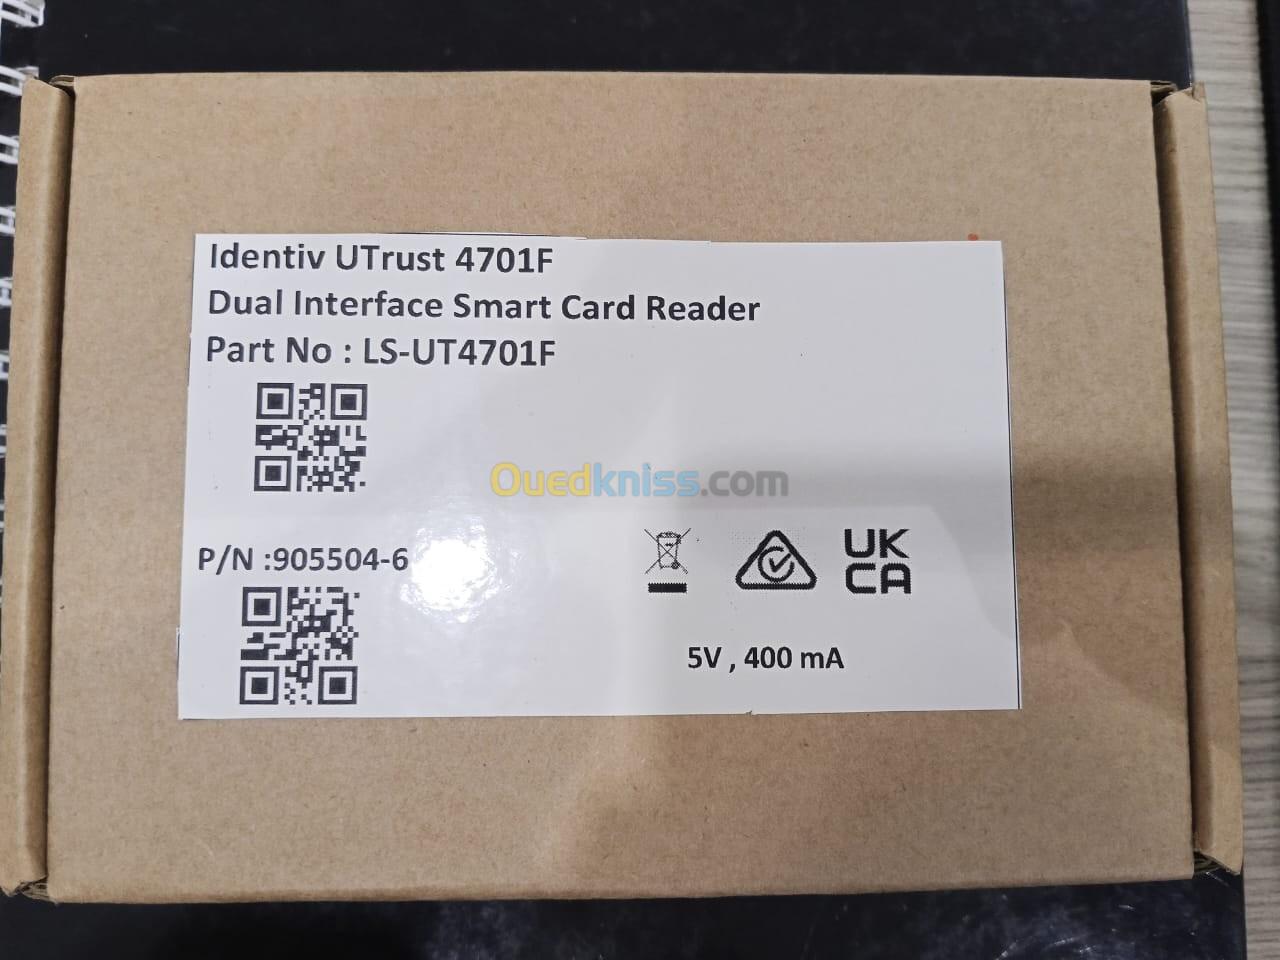 Identiv UTrust 4701F
Dual Interface Smart Card Reader
Part No : LS-UT4701F
Ouedkniss.com
P/N :905504-6
UK
CA
5V , 400 mA